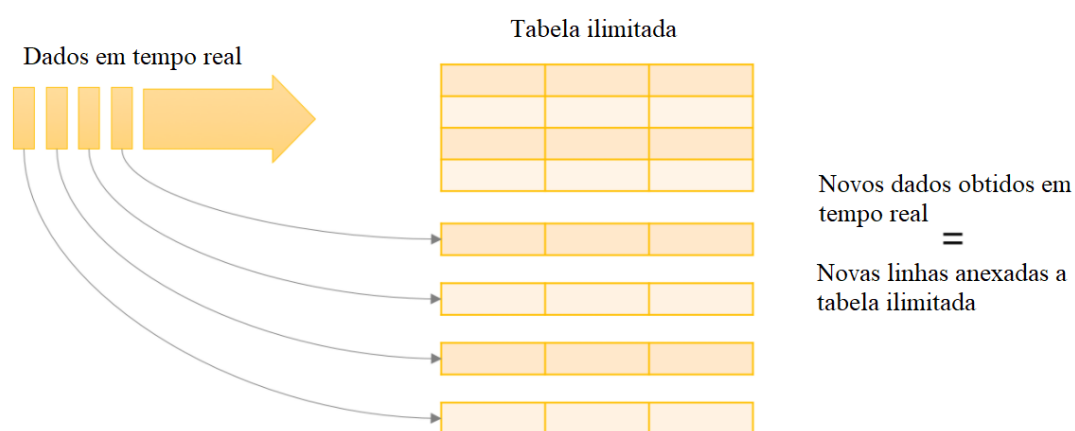 Dados em tempo real
Tabela ilimitada
Novos dados obtidos em
tempo real
=
Novas linhas anexadas a
tabela ilimitada